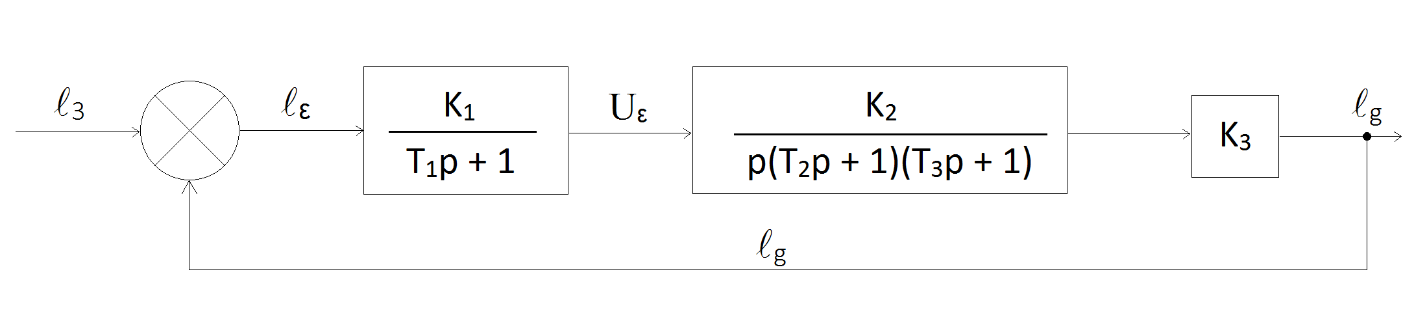 ℓ₃
ℓε
K₁
T₁p + 1
Uε
K₂
p(T₂p + 1)(T₃p + 1)
K₃
ℓg
ℓg